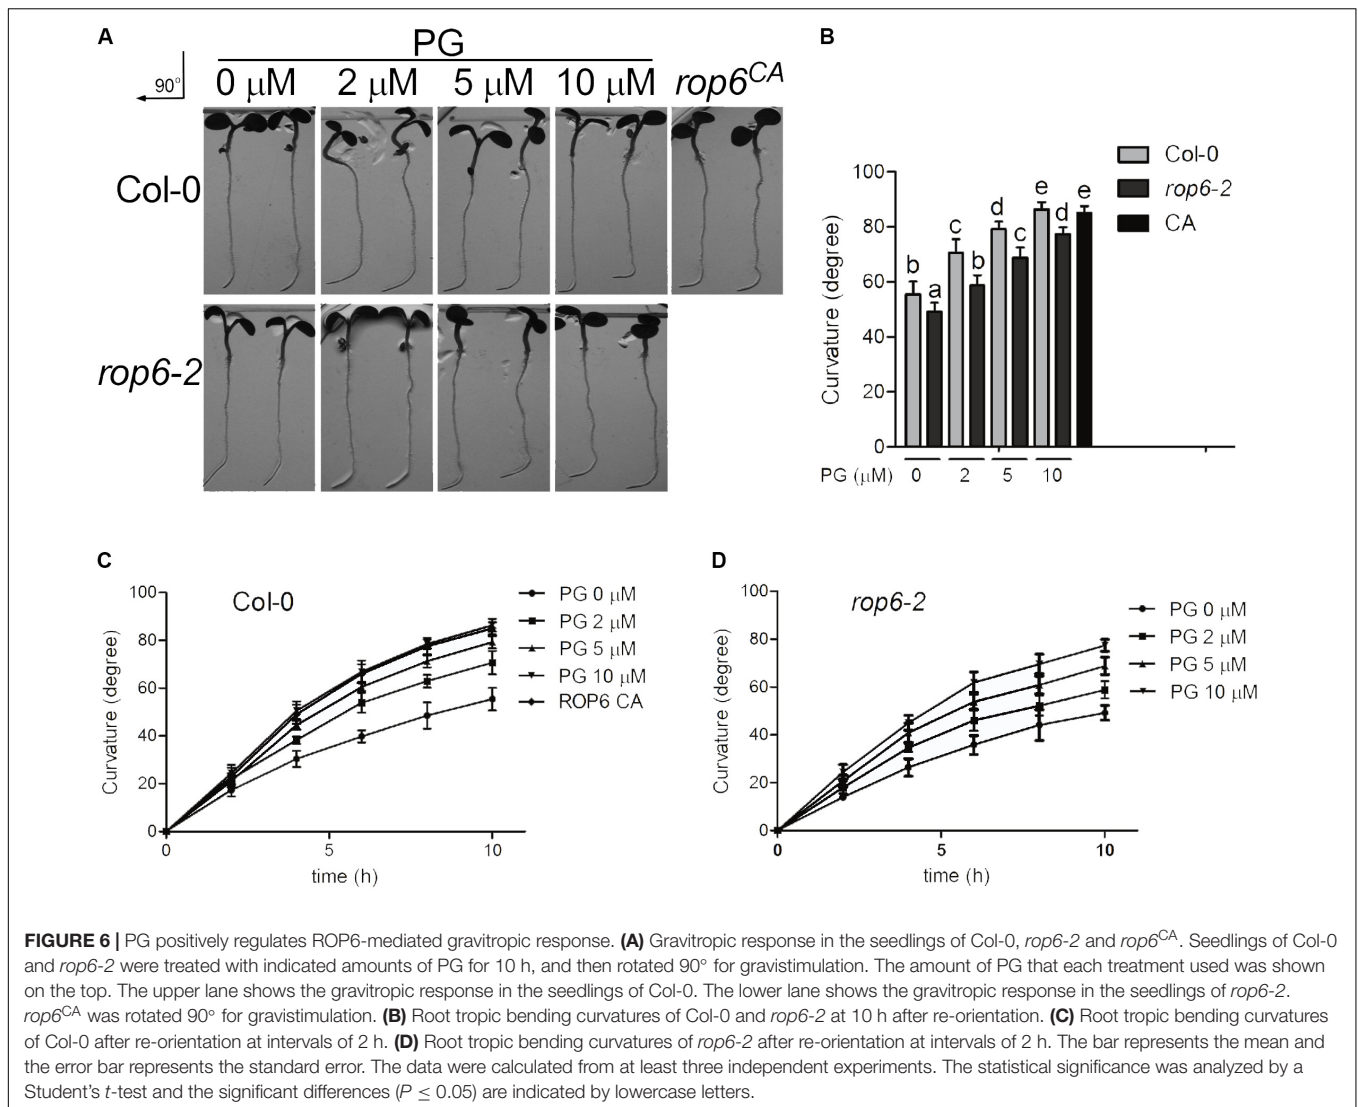 A
PG
90°
0 μM 2 μM 5 μM 10 μM rop6CA
Col-0
rop6-2
B
Col-0
rop6-2
CA
Curvature (degree)
100
80
60
40
20
0
b a c b d c e d e
PG (μM) 0 2 5 10
C
Col-0
Curvature (degree)
100
80
60
40
20
0
0 5 10
time (h)
PG 0 μM
PG 2 μM
PG 5 μM
PG 10 μM
ROP6 CA
D
rop6-2
Curvature (degree)
100
80
60
40
20
0
0 5 10
time (h)
PG 0 μM
PG 2 μM
PG 5 μM
PG 10 μM
FIGURE 6 | PG positively regulates ROP6-mediated gravitropic response. (A) Gravitropic response in the seedlings of Col-0, rop6-2 and rop6CA. Seedlings of Col-0
and rop6-2 were treated with indicated amounts of PG for 10 h, and then rotated 90° for gravistimulation. The amount of PG that each treatment used was shown
on the top. The upper lane shows the gravitropic response in the seedlings of Col-0. The lower lane shows the gravitropic response in the seedlings of rop6-2.
rop6CA was rotated 90° for gravistimulation. (B) Root tropic bending curvatures of Col-0 and rop6-2 at 10 h after re-orientation. (C) Root tropic bending curvatures
of Col-0 after re-orientation at intervals of 2 h. (D) Root tropic bending curvatures of rop6-2 after re-orientation at intervals of 2 h. The bar represents the mean and
the error bar represents the standard error. The data were calculated from at least three independent experiments. The statistical significance was analyzed by a
Student's t-test and the significant differences (P ≤ 0.05) are indicated by lowercase letters.